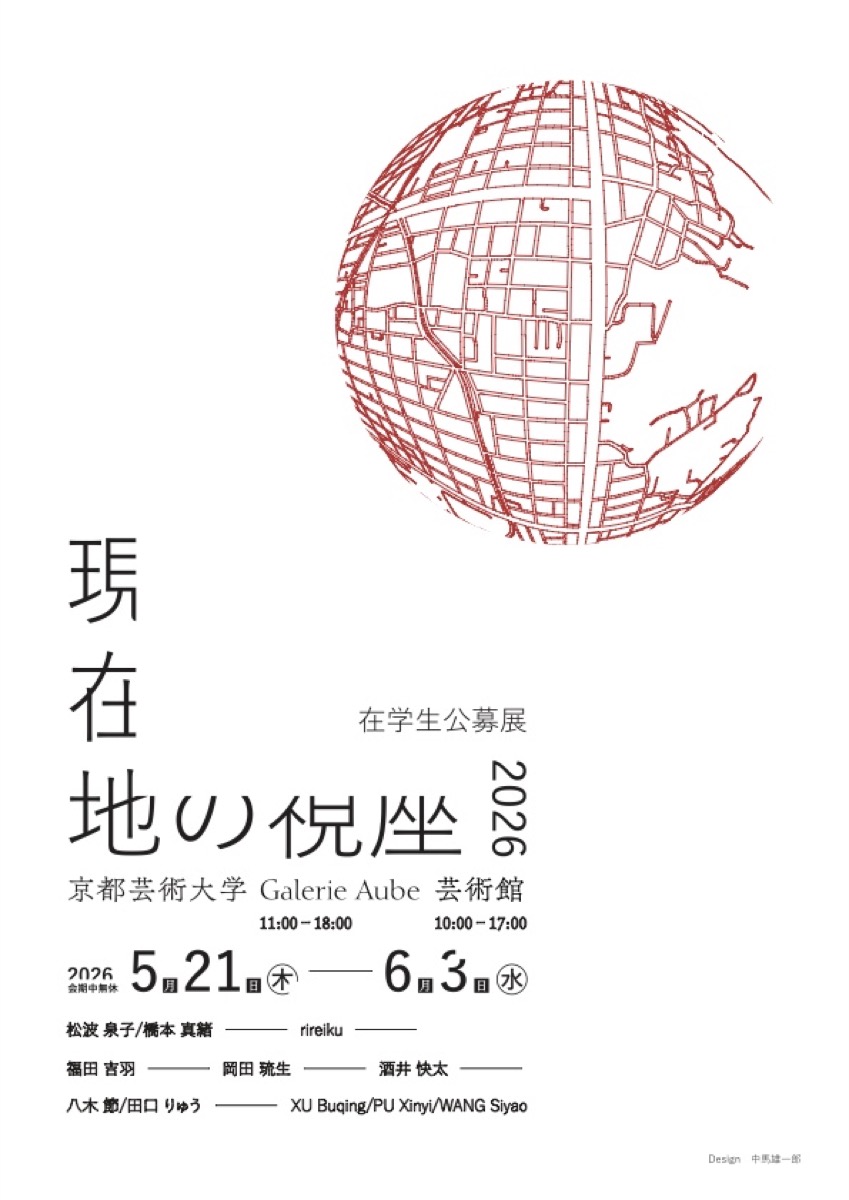 現在地の視座
在学生公募展
2026
京都芸術大学 Galerie Aube 芸術館
11:00−18:00 10:00−17:00
2026 会期中無休 5月21日木 — 6月3日水
松波 泉子/橋本 真緒 — rireiku —
福田 吉羽 — 岡田 琉生 — 酒井 快太 —
八木 節/田口 りゅう — XU Buqing/PU Xinyi/WANG Siyao
Design 中馬雄一郎